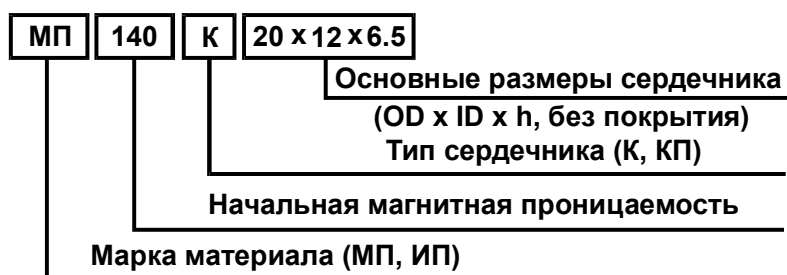 МП 140 К 20 x 12 x 6.5
Основные размеры сердечника
(OD x ID x h, без покрытия)
Тип сердечника (К, КП)
Начальная магнитная проницаемость
Марка материала (МП, ИП)